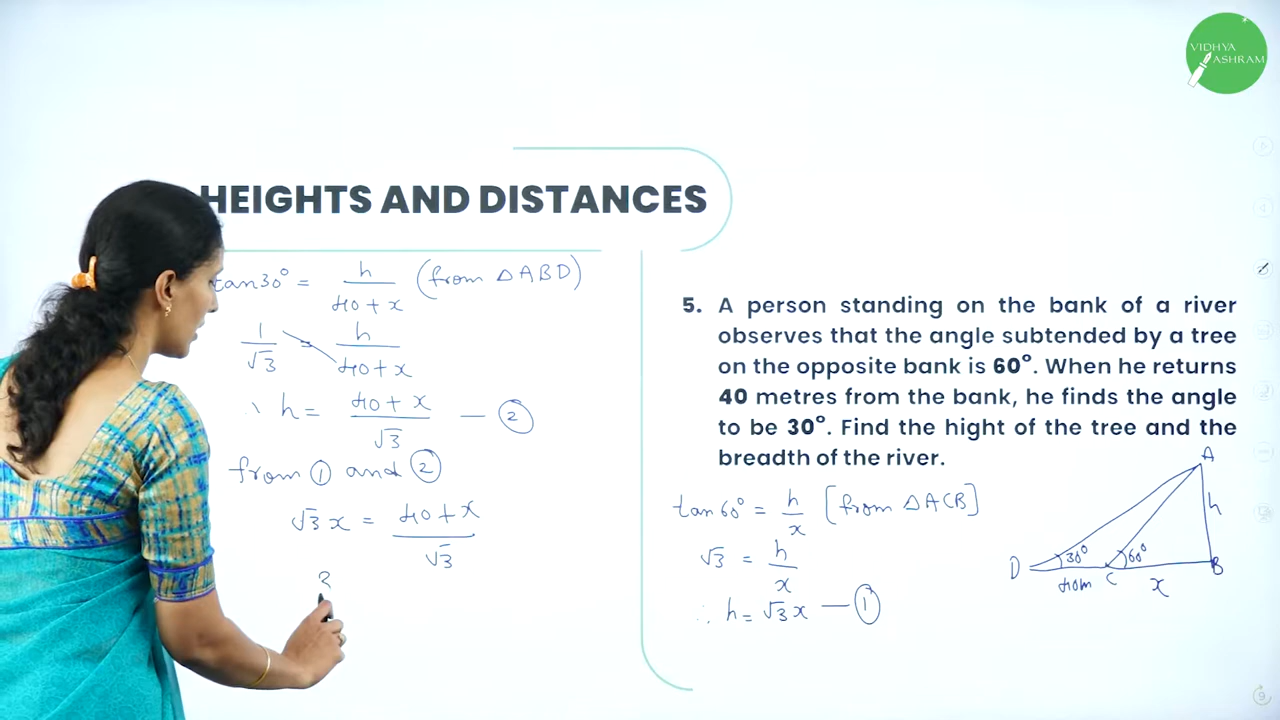 VIDHYA
ASHRAM
HEIGHTS AND DISTANCES
tan30° = h / 40 + x (from △ABD)
1 / √3 = h / 40 + x
∴ h = 40 + x / √3 — ②
from ① and ②
√3 x = 40 + x / √3
3
5. A person standing on the bank of a river
observes that the angle subtended by a tree
on the opposite bank is 60°. When he returns
40 metres from the bank, he finds the angle
to be 30°. Find the hight of the tree and the
breadth of the river.
tan60° = h / x [from △ACB]
√3 = h / x
∴ h = √3x — ①
A
h
D 30° 60° B
40m C x
9